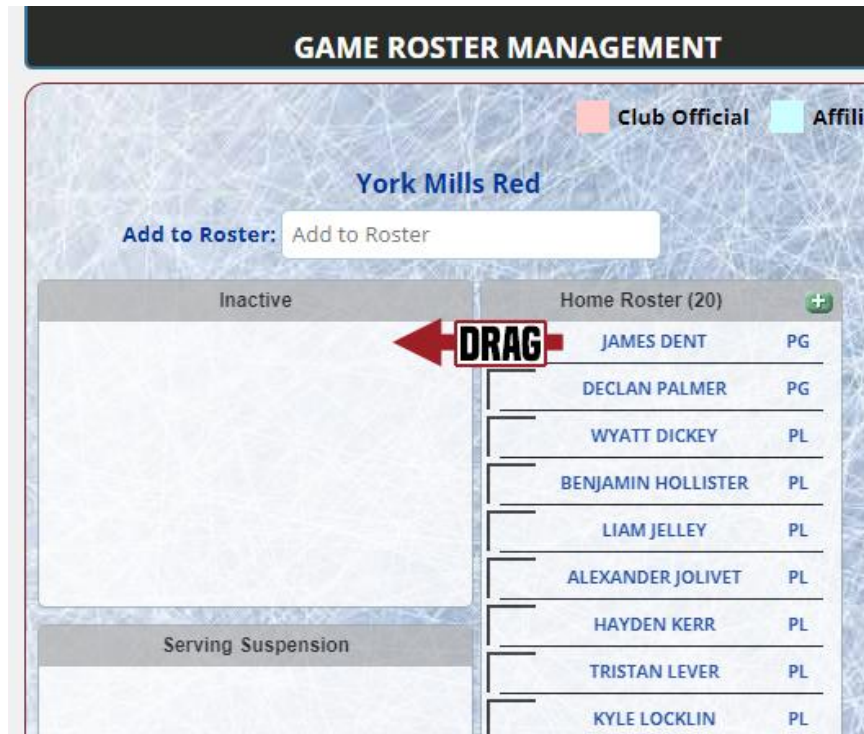 GAME ROSTER MANAGEMENT
Club Official
York Mills Red
Add to Roster: Add to Roster
Inactive
Home Roster (20)
DRAG
JAMES DENT PG
DECLAN PALMER PG
WYATT DICKEY PL
BENJAMIN HOLLISTER PL
LIAM JELLEY PL
ALEXANDER JOLIVET PL
HAYDEN KERR PL
Serving Suspension
TRISTAN LEVER PL
KYLE LOCKLIN PL